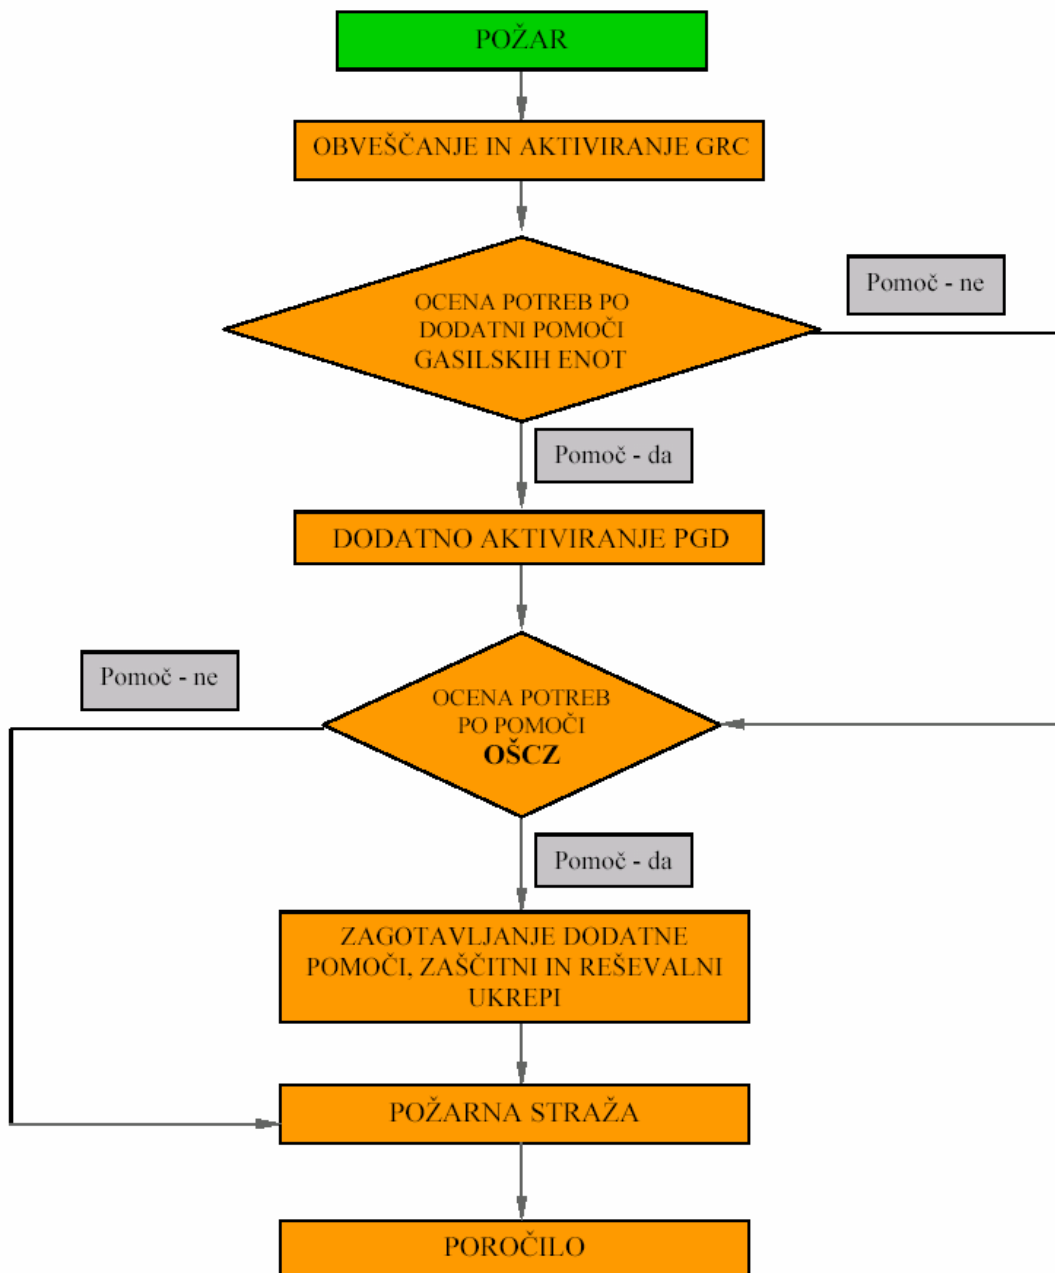 POŽAR
OBVEŠČANJE IN AKTIVIRANJE GRC
OCENA POTREB PO
DODATNI POMOČI
GASILSKIH ENOT
Pomoč - ne
Pomoč - da
DODATNO AKTIVIRANJE PGD
Pomoč - ne
OCENA POTREB
PO POMOČI
OŠCZ
Pomoč - da
ZAGOTAVLJANJE DODATNE
POMOČI, ZAŠČITNI IN REŠEVALNI
UKREPI
POŽARNA STRAŽA
POROČILO